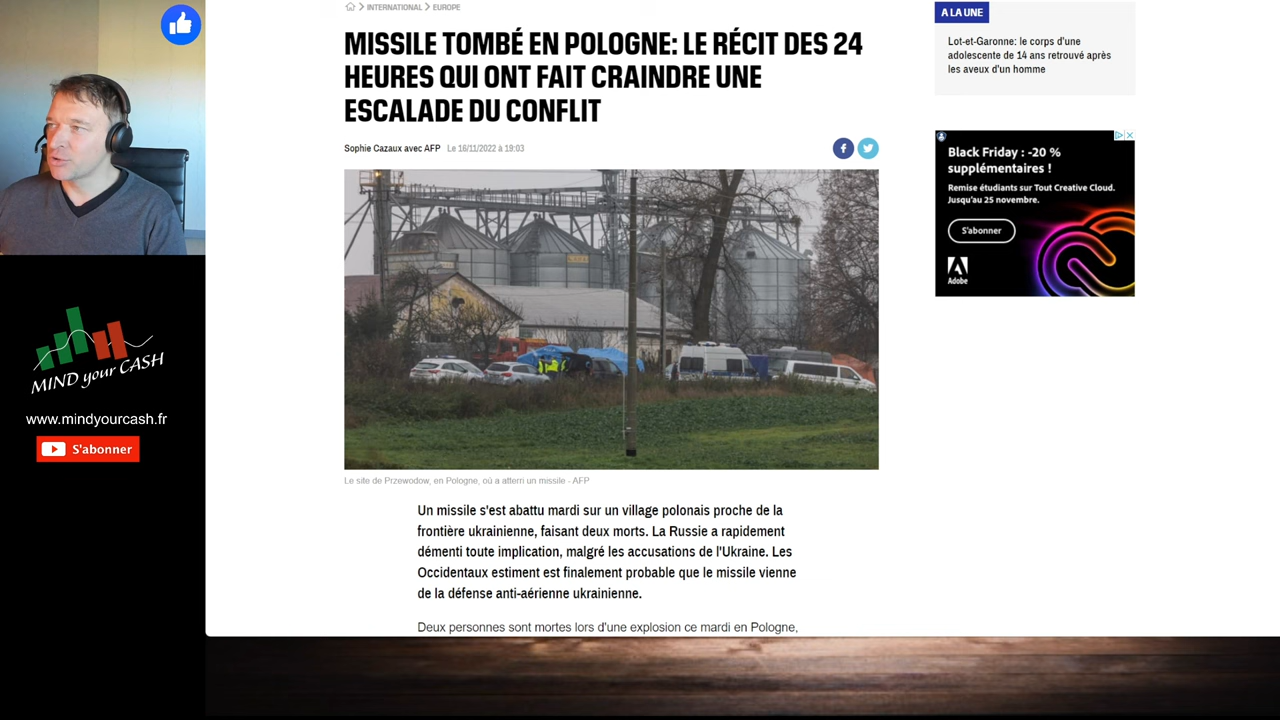 INTERNATIONAL
EUROPE
MISSILE TOMBÉ EN POLOGNE: LE RÉCIT DES 24
HEURES QUI ONT FAIT CRAINDRE UNE
ESCALADE DU CONFLIT
Sophie Cazaux avec AFP Le 16/11/2022 à 19:03
Le site de Przewodow, en Pologne, où a atterri un missile - AFP
Un missile s'est abattu mardi sur un village polonais proche de la
frontière ukrainienne, faisant deux morts. La Russie a rapidement
démenti toute implication, malgré les accusations de l'Ukraine. Les
Occidentaux estiment est finalement probable que le missile vienne
de la défense anti-aérienne ukrainienne.
Deux personnes sont mortes lors d'une explosion ce mardi en Pologne,
A LA UNE
Lot-et-Garonne: le corps d'une
adolescente de 14 ans retrouvé après
les aveux d'un homme
Black Friday : -20 %
supplémentaires !
Remise étudiants sur Tout Creative Cloud.
Jusqu'au 25 novembre.
S'abonner
Adobe
MIND your CASH
www.mindyourcash.fr
S'abonner